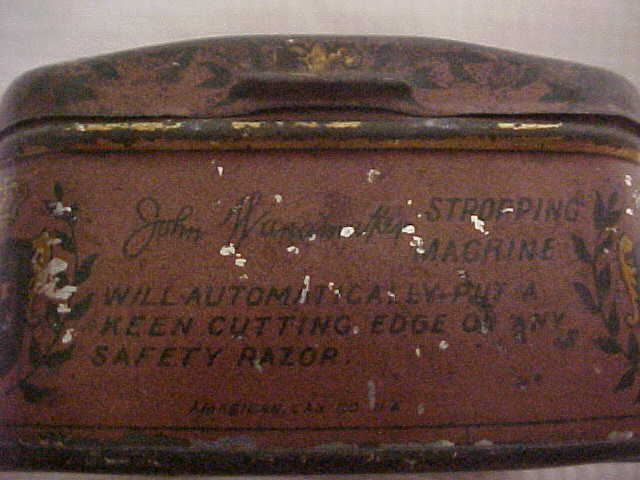 John Wanamaker STROPPING
MACHINE
WILL AUTOMATICALLY PUT A
KEEN CUTTING EDGE ON ANY
SAFETY RAZOR.
AMERICAN CAN CO